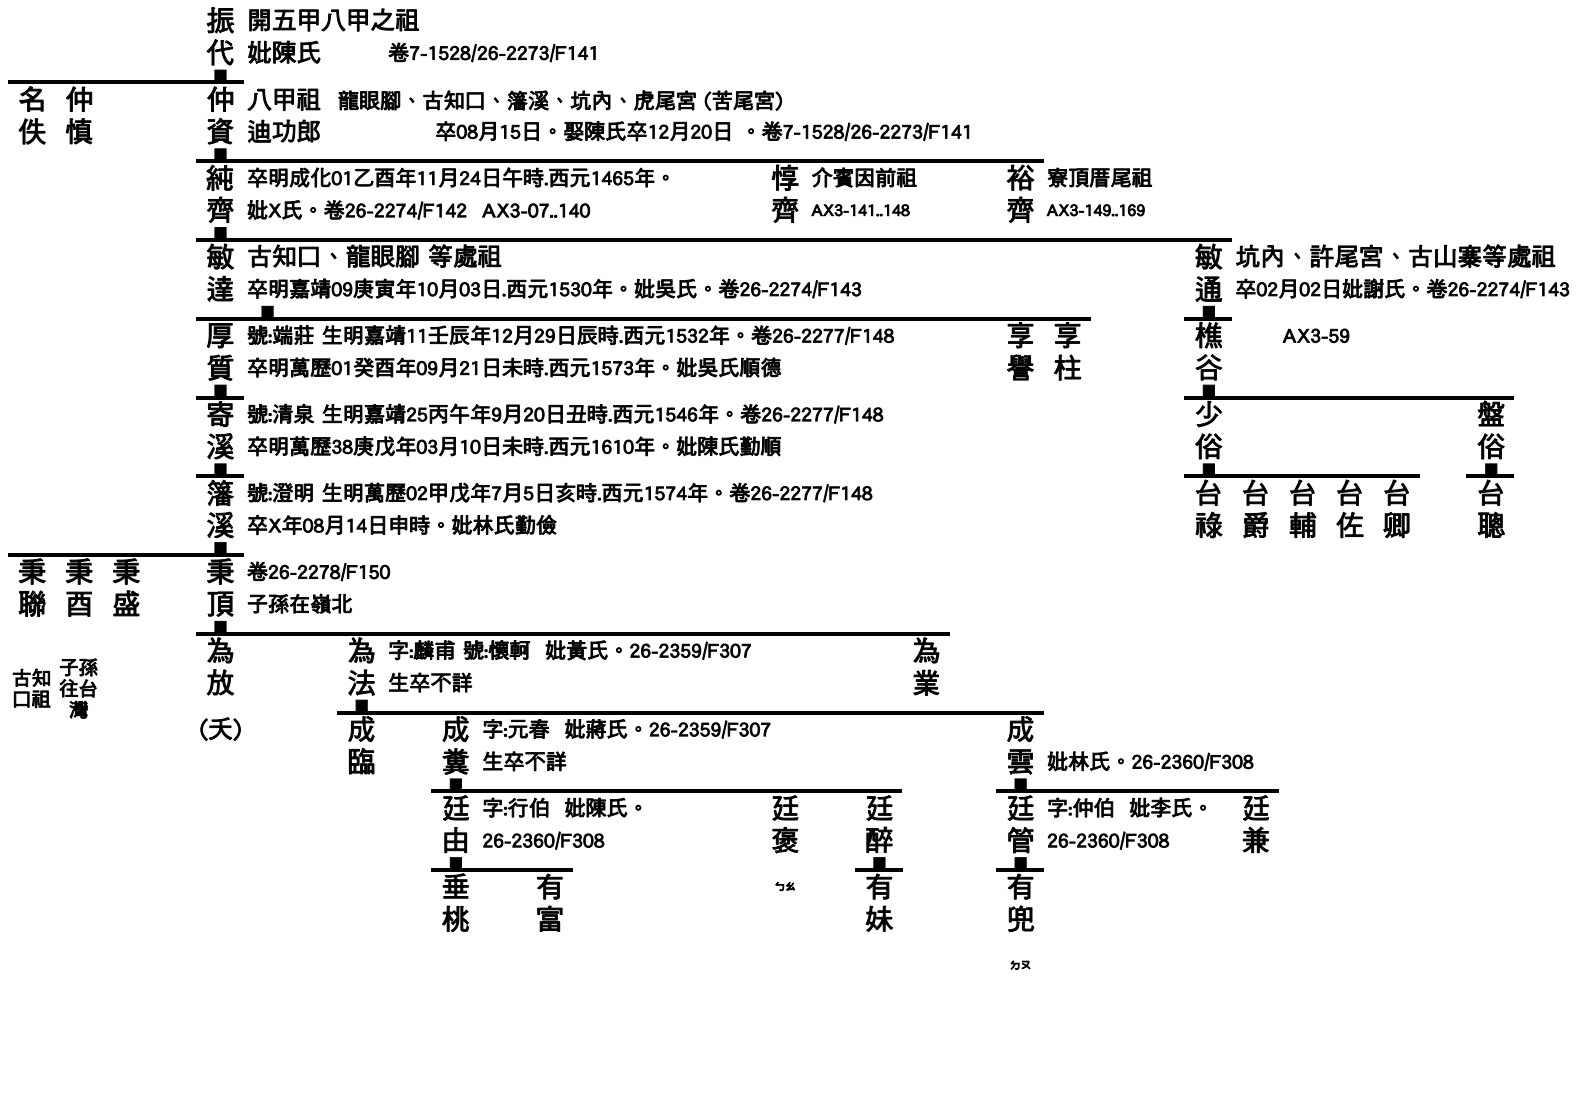 振代 開五甲八甲之祖
妣陳氏 卷7-1528/26-2273/F141
名佚 仲慎 仲資 八甲祖 龍眼腳、古知口、籓溪、坑內、虎尾宮 (苦尾宮)
迪功郎 卒08月15日。娶陳氏卒12月20日 。卷7-1528/26-2273/F141
純齊 卒明成化01乙酉年11月24日午時.西元1465年。
妣X氏。卷26-2274/F142 AX3-07..140
惇齊 介賓因前祖
AX3-141..148
裕齊 寮頂厝尾祖
AX3-149..169
敏達 古知口、龍眼腳 等處祖
卒明嘉靖09庚寅年10月03日.西元1530年。妣吳氏。卷26-2274/F143
敏通 坑內、許尾宮、古山寨等處祖
卒02月02日妣謝氏。卷26-2274/F143
厚質 號:端莊 生明嘉靖11壬辰年12月29日辰時.西元1532年。卷26-2277/F148
卒明萬歷01癸酉年09月21日未時.西元1573年。妣吳氏順德
享譽 享柱
樵谷 AX3-59
寄溪 號:清泉 生明嘉靖25丙午年9月20日丑時.西元1546年。卷26-2277/F148
卒明萬歷38庚戊年03月10日未時.西元1610年。妣陳氏勤順
少俗 盤俗
籓溪 號:澄明 生明萬歷02甲戊年7月5日亥時.西元1574年。卷26-2277/F148
卒X年08月14日申時。妣林氏勤儉
台祿 台爵 台輔 台佐 台卿 台聰
秉聯 秉酉 秉盛 秉頂 卷26-2278/F150
子孫在嶺北
古知
口祖
子孫
往台
灣
為放
(夭)
為法 字:麟甫 號:懷軻 妣黃氏。26-2359/F307
生卒不詳
為業
成臨
成糞 字:元春 妣蔣氏。26-2359/F307
生卒不詳
成雲 妣林氏。26-2360/F308
廷由 字:行伯 妣陳氏。
26-2360/F308
廷褒
ㄅㄠ
廷醉
廷管 字:仲伯 妣李氏。
26-2360/F308
廷兼
垂桃 有富 有妹 有兜
ㄉㄡ